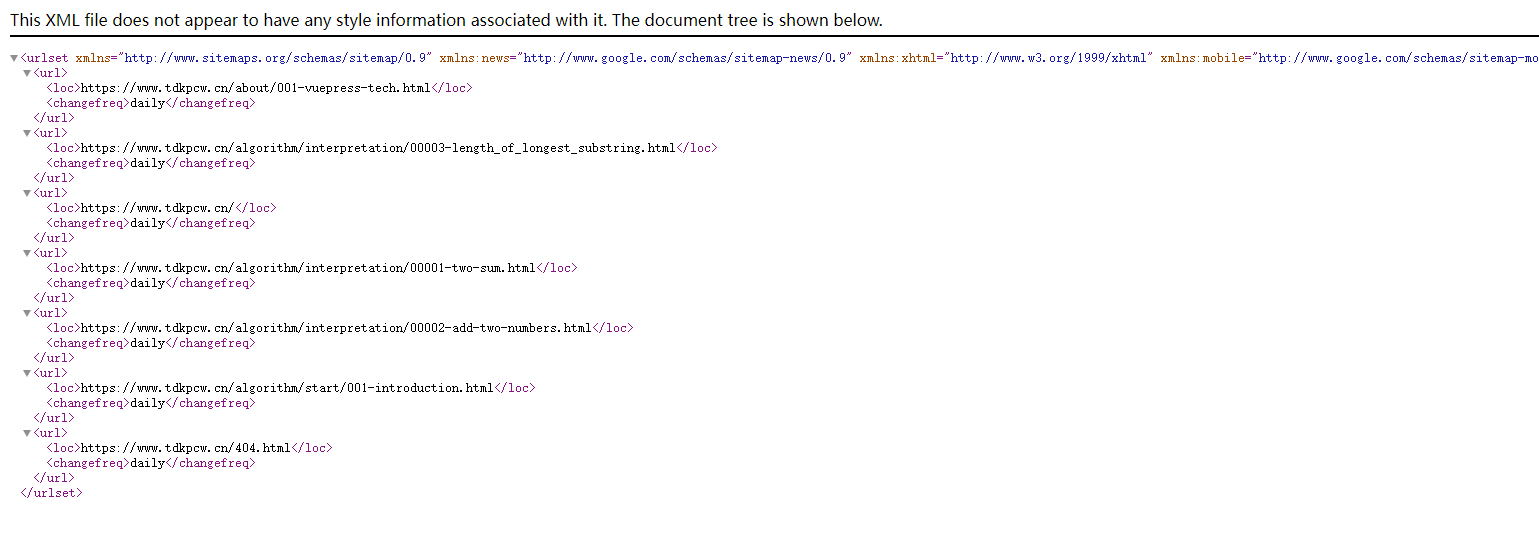 This XML file does not appear to have any style information associated with it. The document tree is shown below.
▼<urlset xmlns="http://www.sitemaps.org/schemas/sitemap/0.9" xmlns:news="http://www.google.com/schemas/sitemap-news/0.9" xmlns:xhtml="http://www.w3.org/1999/xhtml" xmlns:mobile="http://www.google.com/schemas/sitemap-mo
▼<url>
<loc>https://www.tdkpcw.cn/about/001-vuepress-tech.html</loc>
<changefreq>daily</changefreq>
</url>
▼<url>
<loc>https://www.tdkpcw.cn/algorithm/interpretation/00003-length_of_longest_substring.html</loc>
<changefreq>daily</changefreq>
</url>
▼<url>
<loc>https://www.tdkpcw.cn/</loc>
<changefreq>daily</changefreq>
</url>
▼<url>
<loc>https://www.tdkpcw.cn/algorithm/interpretation/00001-two-sum.html</loc>
<changefreq>daily</changefreq>
</url>
▼<url>
<loc>https://www.tdkpcw.cn/algorithm/interpretation/00002-add-two-numbers.html</loc>
<changefreq>daily</changefreq>
</url>
▼<url>
<loc>https://www.tdkpcw.cn/algorithm/start/001-introduction.html</loc>
<changefreq>daily</changefreq>
</url>
▼<url>
<loc>https://www.tdkpcw.cn/404.html</loc>
<changefreq>daily</changefreq>
</url>
</urlset>